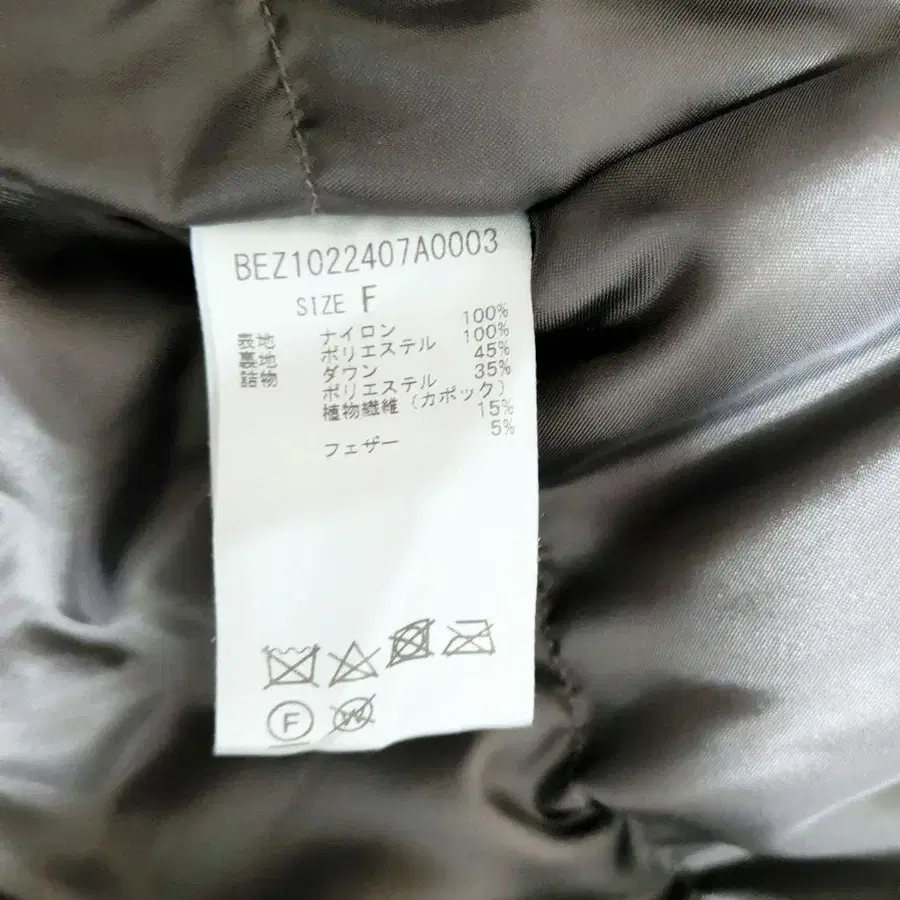 BEZ1022407A0003
SIZE F
表地 ナイロン 100%
裏地 ポリエステル 100%
詰物 ダウン 45%
ポリエステル 35%
植物繊維(カポック)
15%
フェザー 5%
F
W